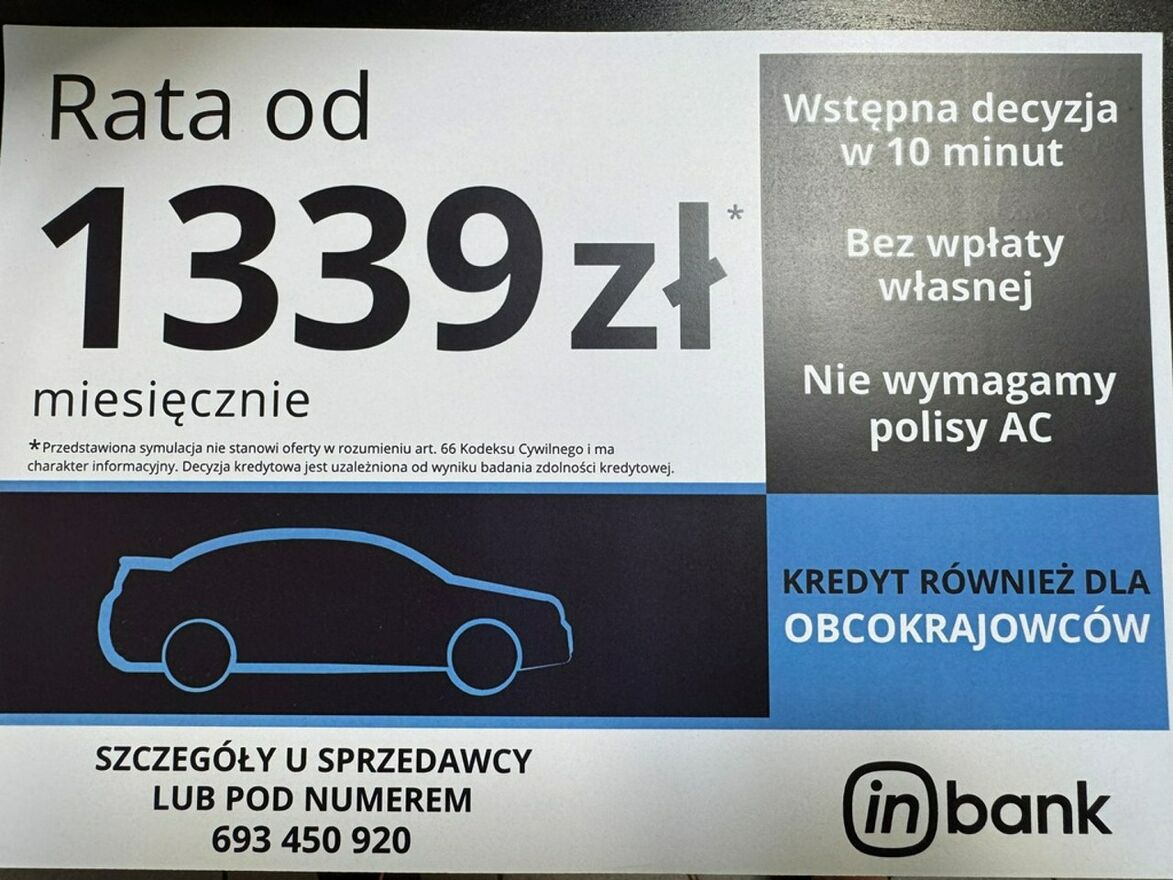 Rata od
1339 zł*
miesięcznie
*Przedstawiona symulacja nie stanowi oferty w rozumieniu art. 66 Kodeksu Cywilnego i ma
charakter informacyjny. Decyzja kredytowa jest uzależniona od wyniku badania zdolności kredytowej.
Wstępna decyzja
w 10 minut
Bez wpłaty
własnej
Nie wymagamy
polisy AC
KREDYT RÓWNIEŻ DLA
OBCOKRAJOWCÓW
SZCZEGÓŁY U SPRZEDAWCY
LUB POD NUMEREM
693 450 920
inbank